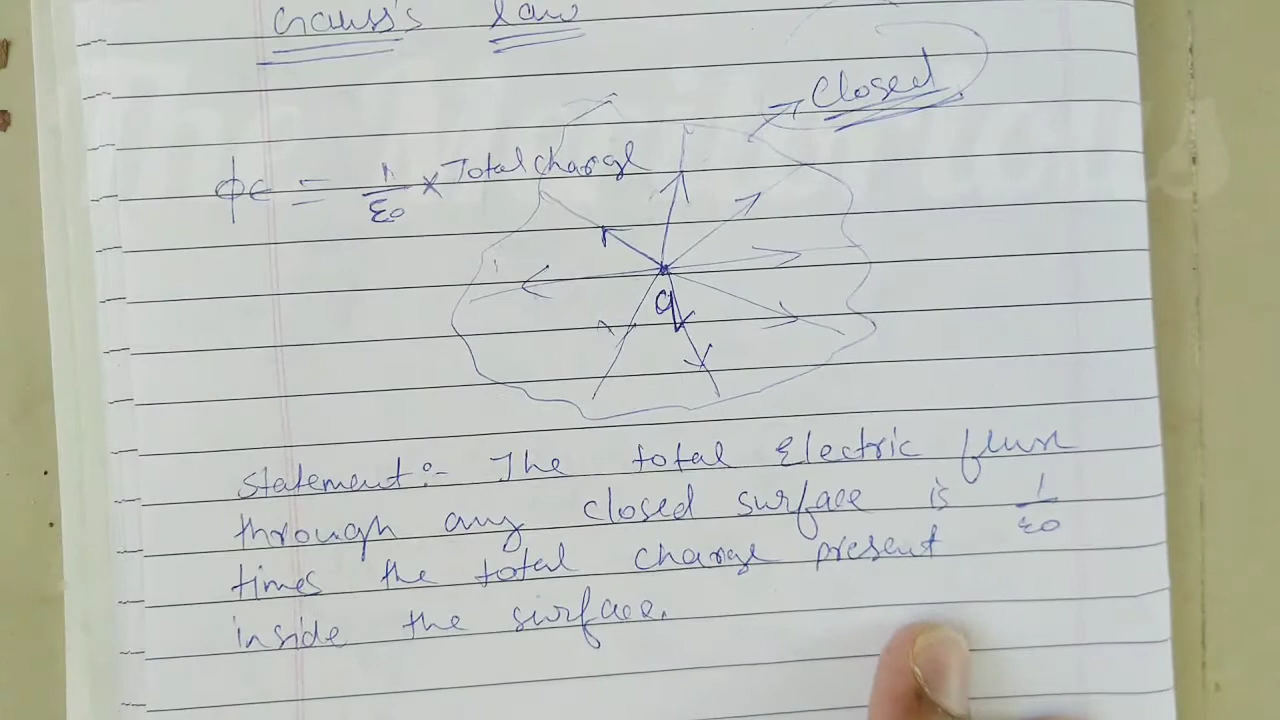 Gauss's law
Closed
ϕE = 1/ε0 × Total charge
q
Statement:- The total Electric flux
through any closed surface is 1/ε0
times the total charge present
inside the surface.